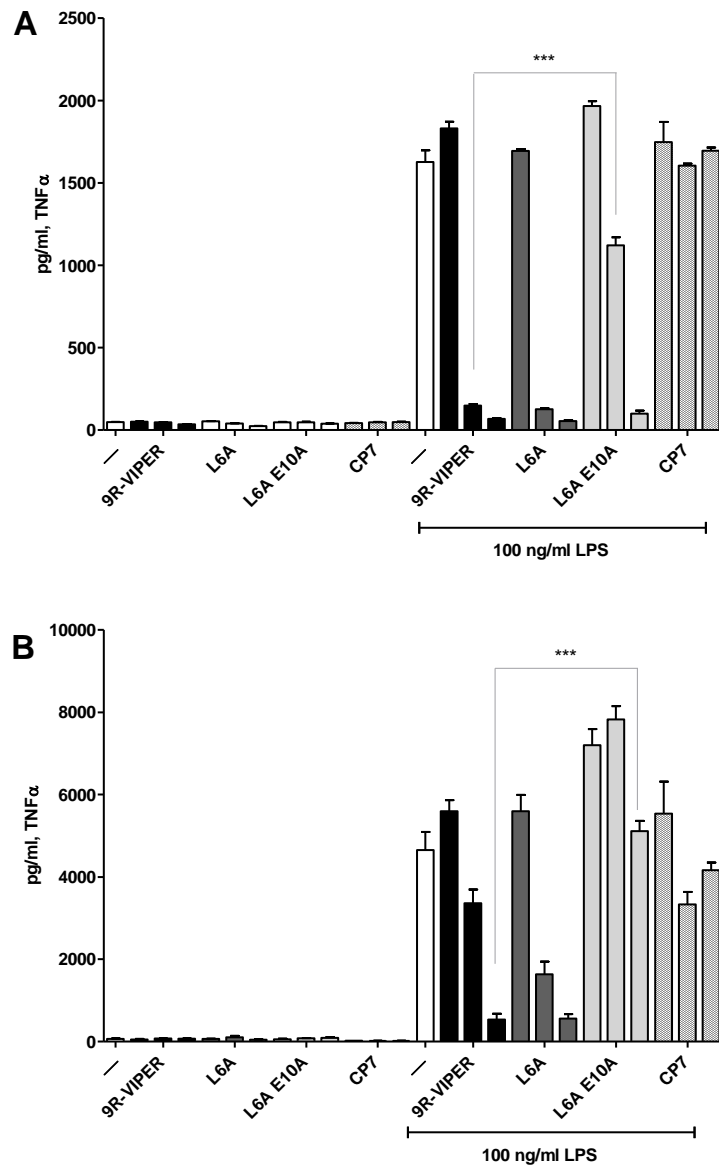 A
pg/ml, TNFα
2500
2000
1500
1000
500
0
***
—
9R-VIPER
L6A
L6A E10A
CP7
—
9R-VIPER
L6A
L6A E10A
CP7
100 ng/ml LPS
B
pg/ml, TNFα
10000
8000
6000
4000
2000
0
***
—
9R-VIPER
L6A
L6A E10A
CP7
—
9R-VIPER
L6A
L6A E10A
CP7
100 ng/ml LPS